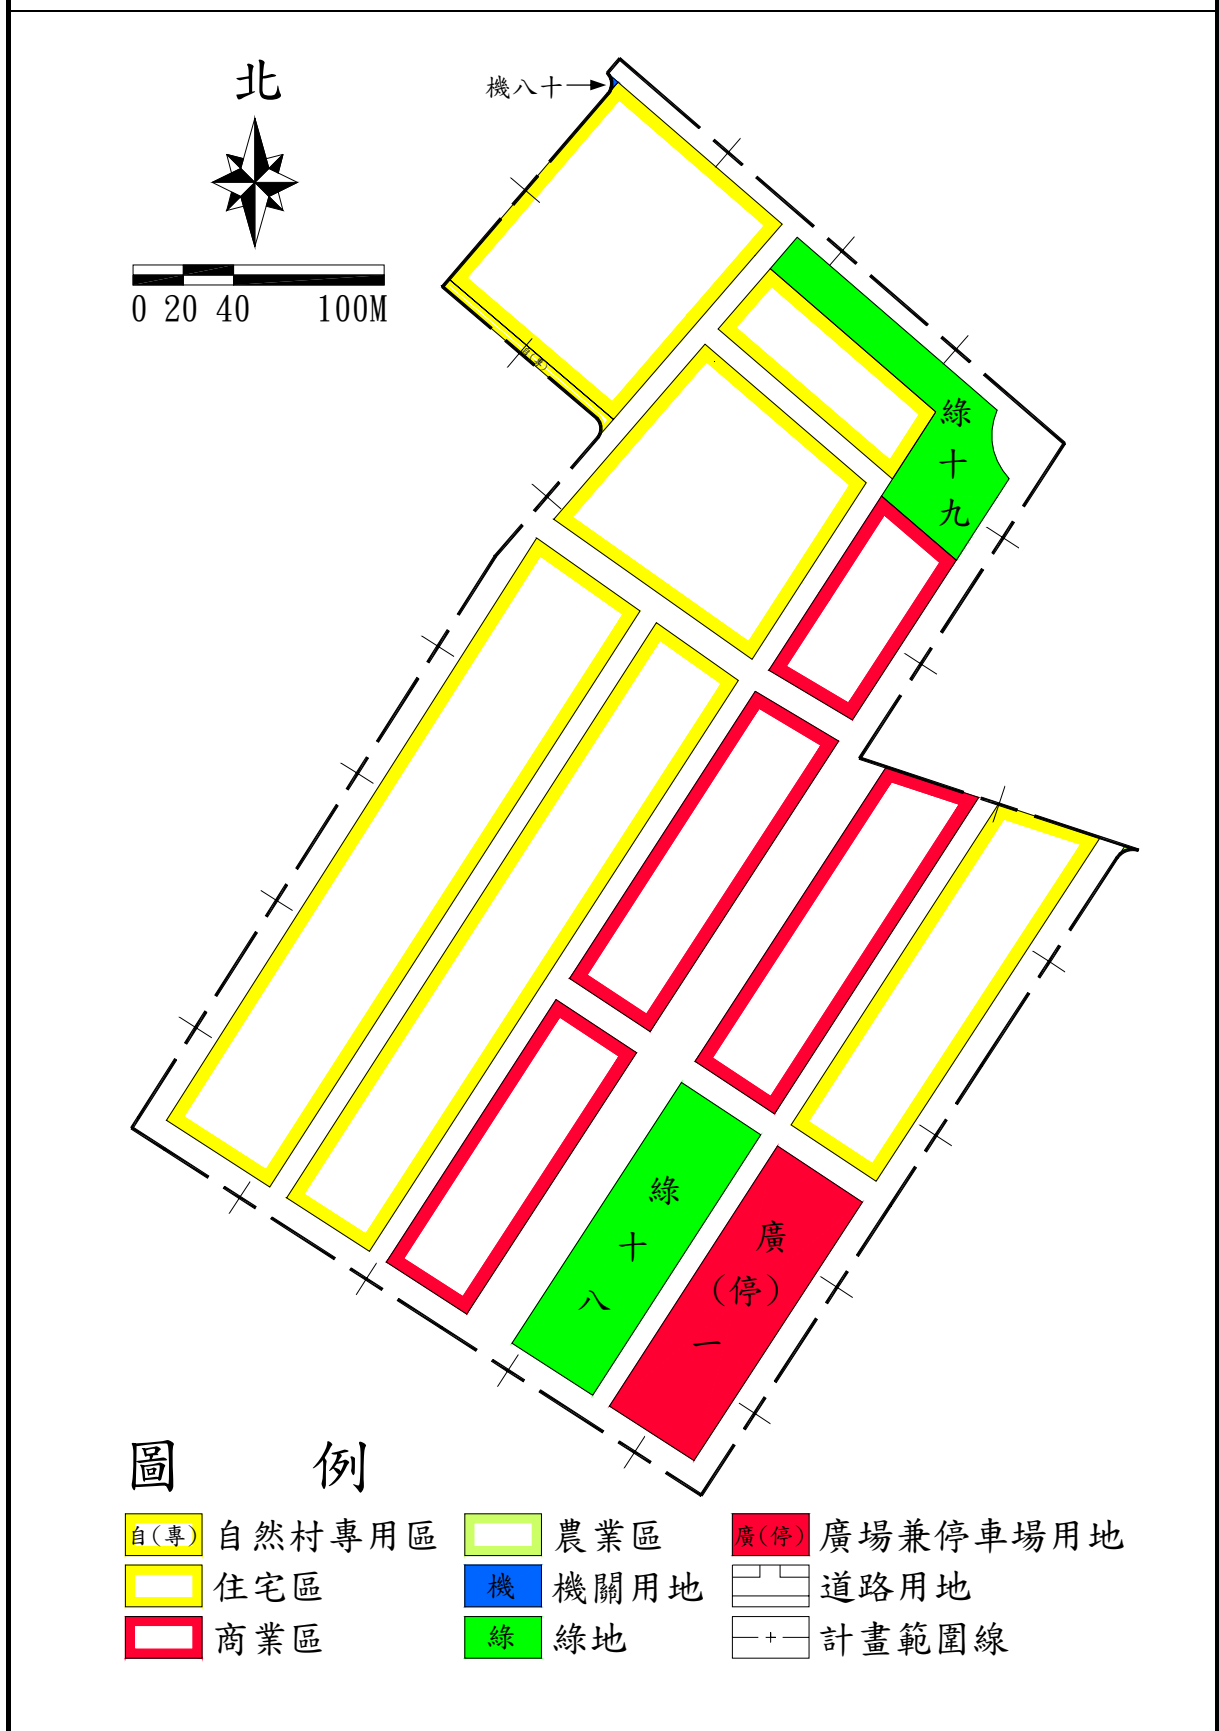 北
機八十
0 20 40 100M
自(專)
綠十九
綠十八
廣(停)一
圖例
自(專) 自然村專用區
農業區
廣(停) 廣場兼停車場用地
住宅區
機 機關用地
道路用地
商業區
綠 綠地
計畫範圍線